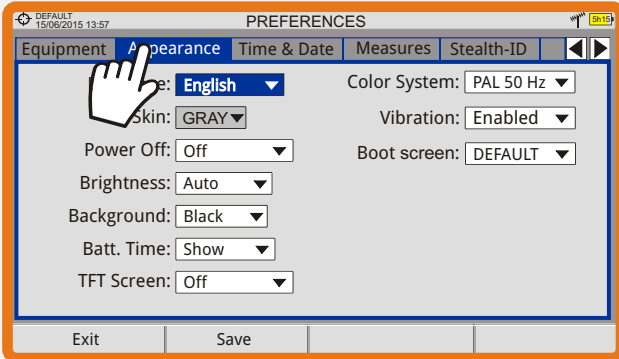 DEFAULT
15/06/2015 13:57
PREFERENCES
5h15
Equipment Appearance Time & Date Measures Stealth-ID
English
Color System: PAL 50 Hz
Skin: GRAY
Vibration: Enabled
Power Off: Off
Boot screen: DEFAULT
Brightness: Auto
Background: Black
Batt. Time: Show
TFT Screen: Off
Exit Save